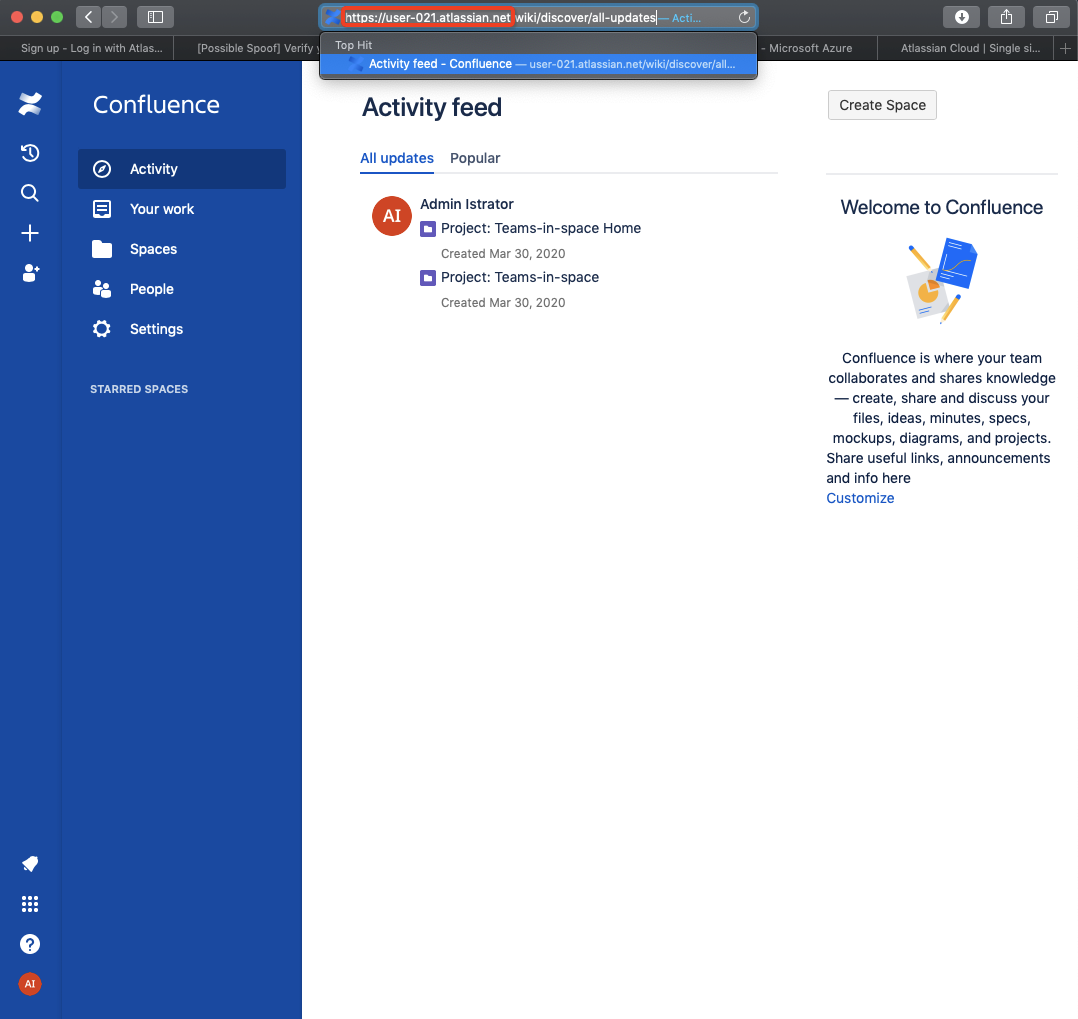 https://user-021.atlassian.net/wiki/discover/all-updates — Acti...
Sign up - Log in with Atlas...
[Possible Spoof] Verify
- Microsoft Azure
Atlassian Cloud | Single si...
Top Hit
Activity feed - Confluence — user-021.atlassian.net/wiki/discover/all...
Confluence
Activity
Your work
Spaces
People
Settings
STARRED SPACES
AI
Activity feed
All updates
Popular
AI
Admin Istrator
Project: Teams-in-space Home
Created Mar 30, 2020
Project: Teams-in-space
Created Mar 30, 2020
Create Space
Welcome to Confluence
Confluence is where your team
collaborates and shares knowledge
— create, share and discuss your
files, ideas, minutes, specs,
mockups, diagrams, and projects.
Share useful links, announcements
and info here
Customize